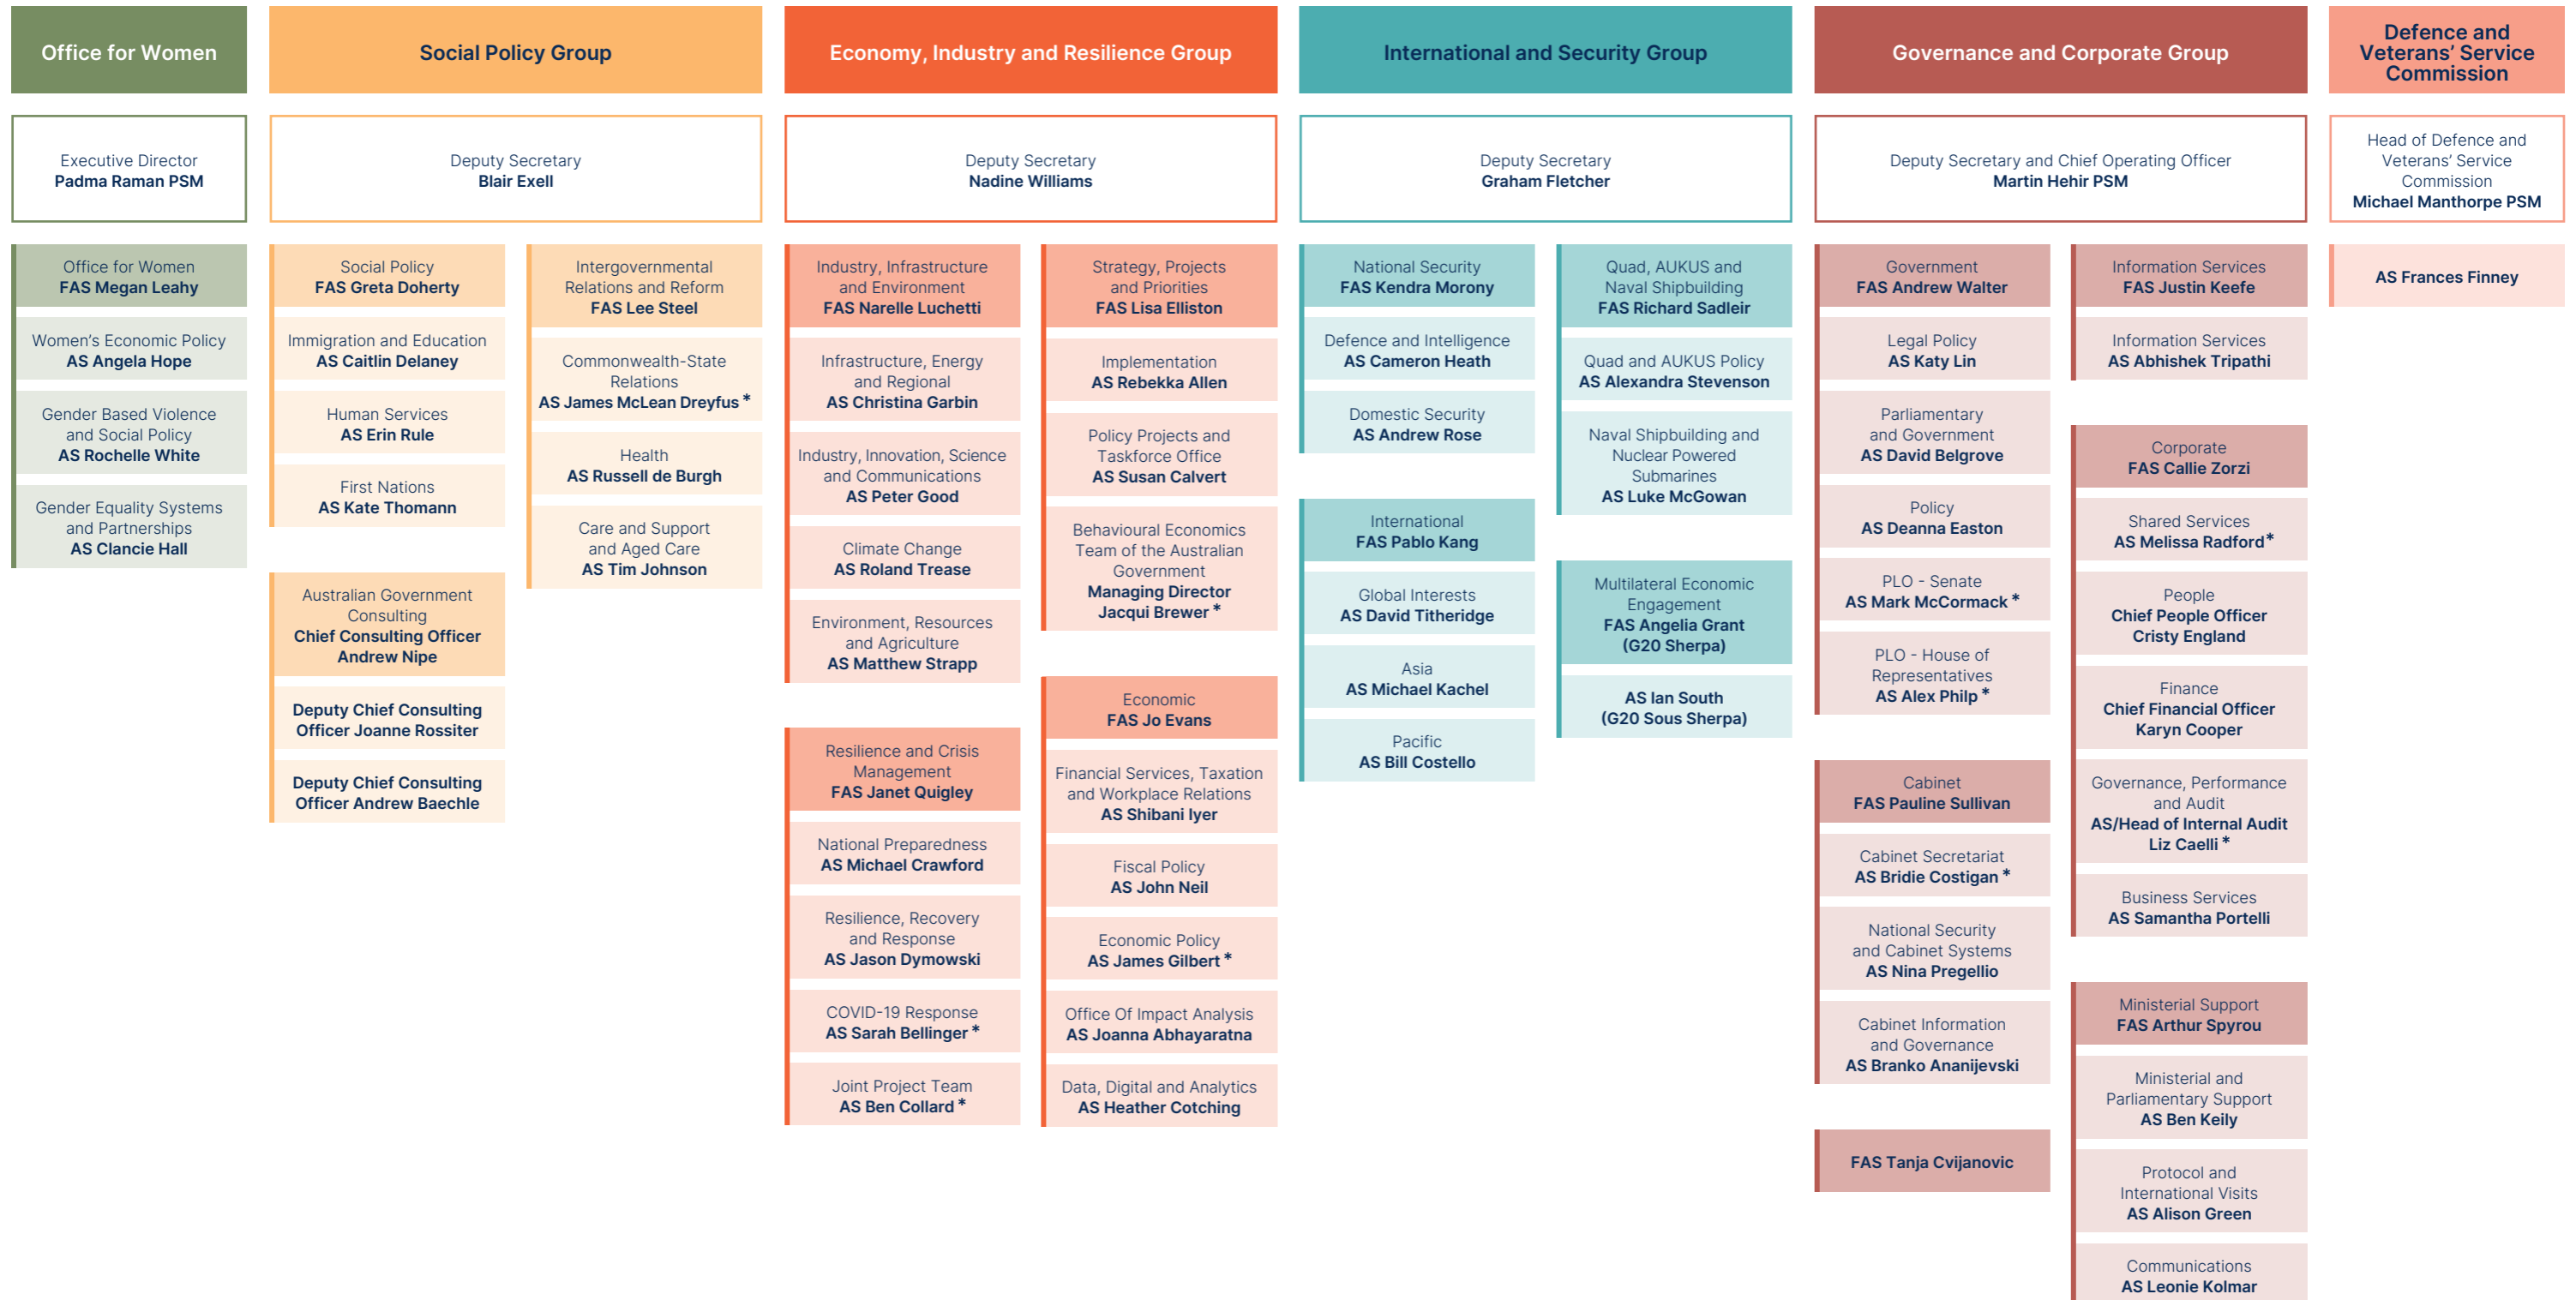 Office for Women
Executive Director
Padma Raman PSM
Office for Women
FAS Megan Leahy
Women's Economic Policy
AS Angela Hope
Gender Based Violence
and Social Policy
AS Rochelle White
Gender Equality Systems
and Partnerships
AS Clancie Hall
Social Policy Group
Deputy Secretary
Blair Exell
Social Policy
FAS Greta Doherty
Immigration and Education
AS Caitlin Delaney
Human Services
AS Erin Rule
First Nations
AS Kate Thomann
Australian Government
Consulting
Chief Consulting Officer
Andrew Nipe
Deputy Chief Consulting
Officer Joanne Rossiter
Deputy Chief Consulting
Officer Andrew Baechle
Intergovernmental
Relations and Reform
FAS Lee Steel
Commonwealth-State
Relations
AS James McLean Dreyfus *
Health
AS Russell de Burgh
Care and Support
and Aged Care
AS Tim Johnson
Economy, Industry and Resilience Group
Deputy Secretary
Nadine Williams
Industry, Infrastructure
and Environment
FAS Narelle Luchetti
Infrastructure, Energy
and Regional
AS Christina Garbin
Industry, Innovation, Science
and Communications
AS Peter Good
Climate Change
AS Roland Trease
Environment, Resources
and Agriculture
AS Matthew Strapp
Resilience and Crisis
Management
FAS Janet Quigley
National Preparedness
AS Michael Crawford
Resilience, Recovery
and Response
AS Jason Dymowski
COVID-19 Response
AS Sarah Bellinger *
Joint Project Team
AS Ben Collard *
Strategy, Projects
and Priorities
FAS Lisa Elliston
Implementation
AS Rebekka Allen
Policy Projects and
Taskforce Office
AS Susan Calvert
Behavioural Economics
Team of the Australian
Government
Managing Director
Jacqui Brewer *
Economic
FAS Jo Evans
Financial Services, Taxation
and Workplace Relations
AS Shibani Iyer
Fiscal Policy
AS John Neil
Economic Policy
AS James Gilbert *
Office Of Impact Analysis
AS Joanna Abhayaratna
Data, Digital and Analytics
AS Heather Cotching
International and Security Group
Deputy Secretary
Graham Fletcher
National Security
FAS Kendra Morony
Defence and Intelligence
AS Cameron Heath
Domestic Security
AS Andrew Rose
International
FAS Pablo Kang
Global Interests
AS David Titheridge
Asia
AS Michael Kachel
Pacific
AS Bill Costello
Quad, AUKUS and
Naval Shipbuilding
FAS Richard Sadleir
Quad and AUKUS Policy
AS Alexandra Stevenson
Naval Shipbuilding and
Nuclear Powered
Submarines
AS Luke McGowan
Multilateral Economic
Engagement
FAS Angelia Grant
(G20 Sherpa)
AS Ian South
(G20 Sous Sherpa)
Governance and Corporate Group
Deputy Secretary and Chief Operating Officer
Martin Hehir PSM
Government
FAS Andrew Walter
Legal Policy
AS Katy Lin
Parliamentary
and Government
AS David Belgrove
Policy
AS Deanna Easton
PLO - Senate
AS Mark McCormack *
PLO - House of
Representatives
AS Alex Philp *
Cabinet
FAS Pauline Sullivan
Cabinet Secretariat
AS Bridie Costigan *
National Security
and Cabinet Systems
AS Nina Pregellio
Cabinet Information
and Governance
AS Branko Ananijevski
FAS Tanja Cvijanovic
Information Services
FAS Justin Keefe
Information Services
AS Abhishek Tripathi
Corporate
FAS Callie Zorzi
Shared Services
AS Melissa Radford*
People
Chief People Officer
Cristy England
Finance
Chief Financial Officer
Karyn Cooper
Governance, Performance
and Audit
AS/Head of Internal Audit
Liz Caelli *
Business Services
AS Samantha Portelli
Ministerial Support
FAS Arthur Spyrou
Ministerial and
Parliamentary Support
AS Ben Keily
Protocol and
International Visits
AS Alison Green
Communications
AS Leonie Kolmar
Defence and
Veterans' Service
Commission
Head of Defence and
Veterans' Service
Commission
Michael Manthorpe PSM
AS Frances Finney